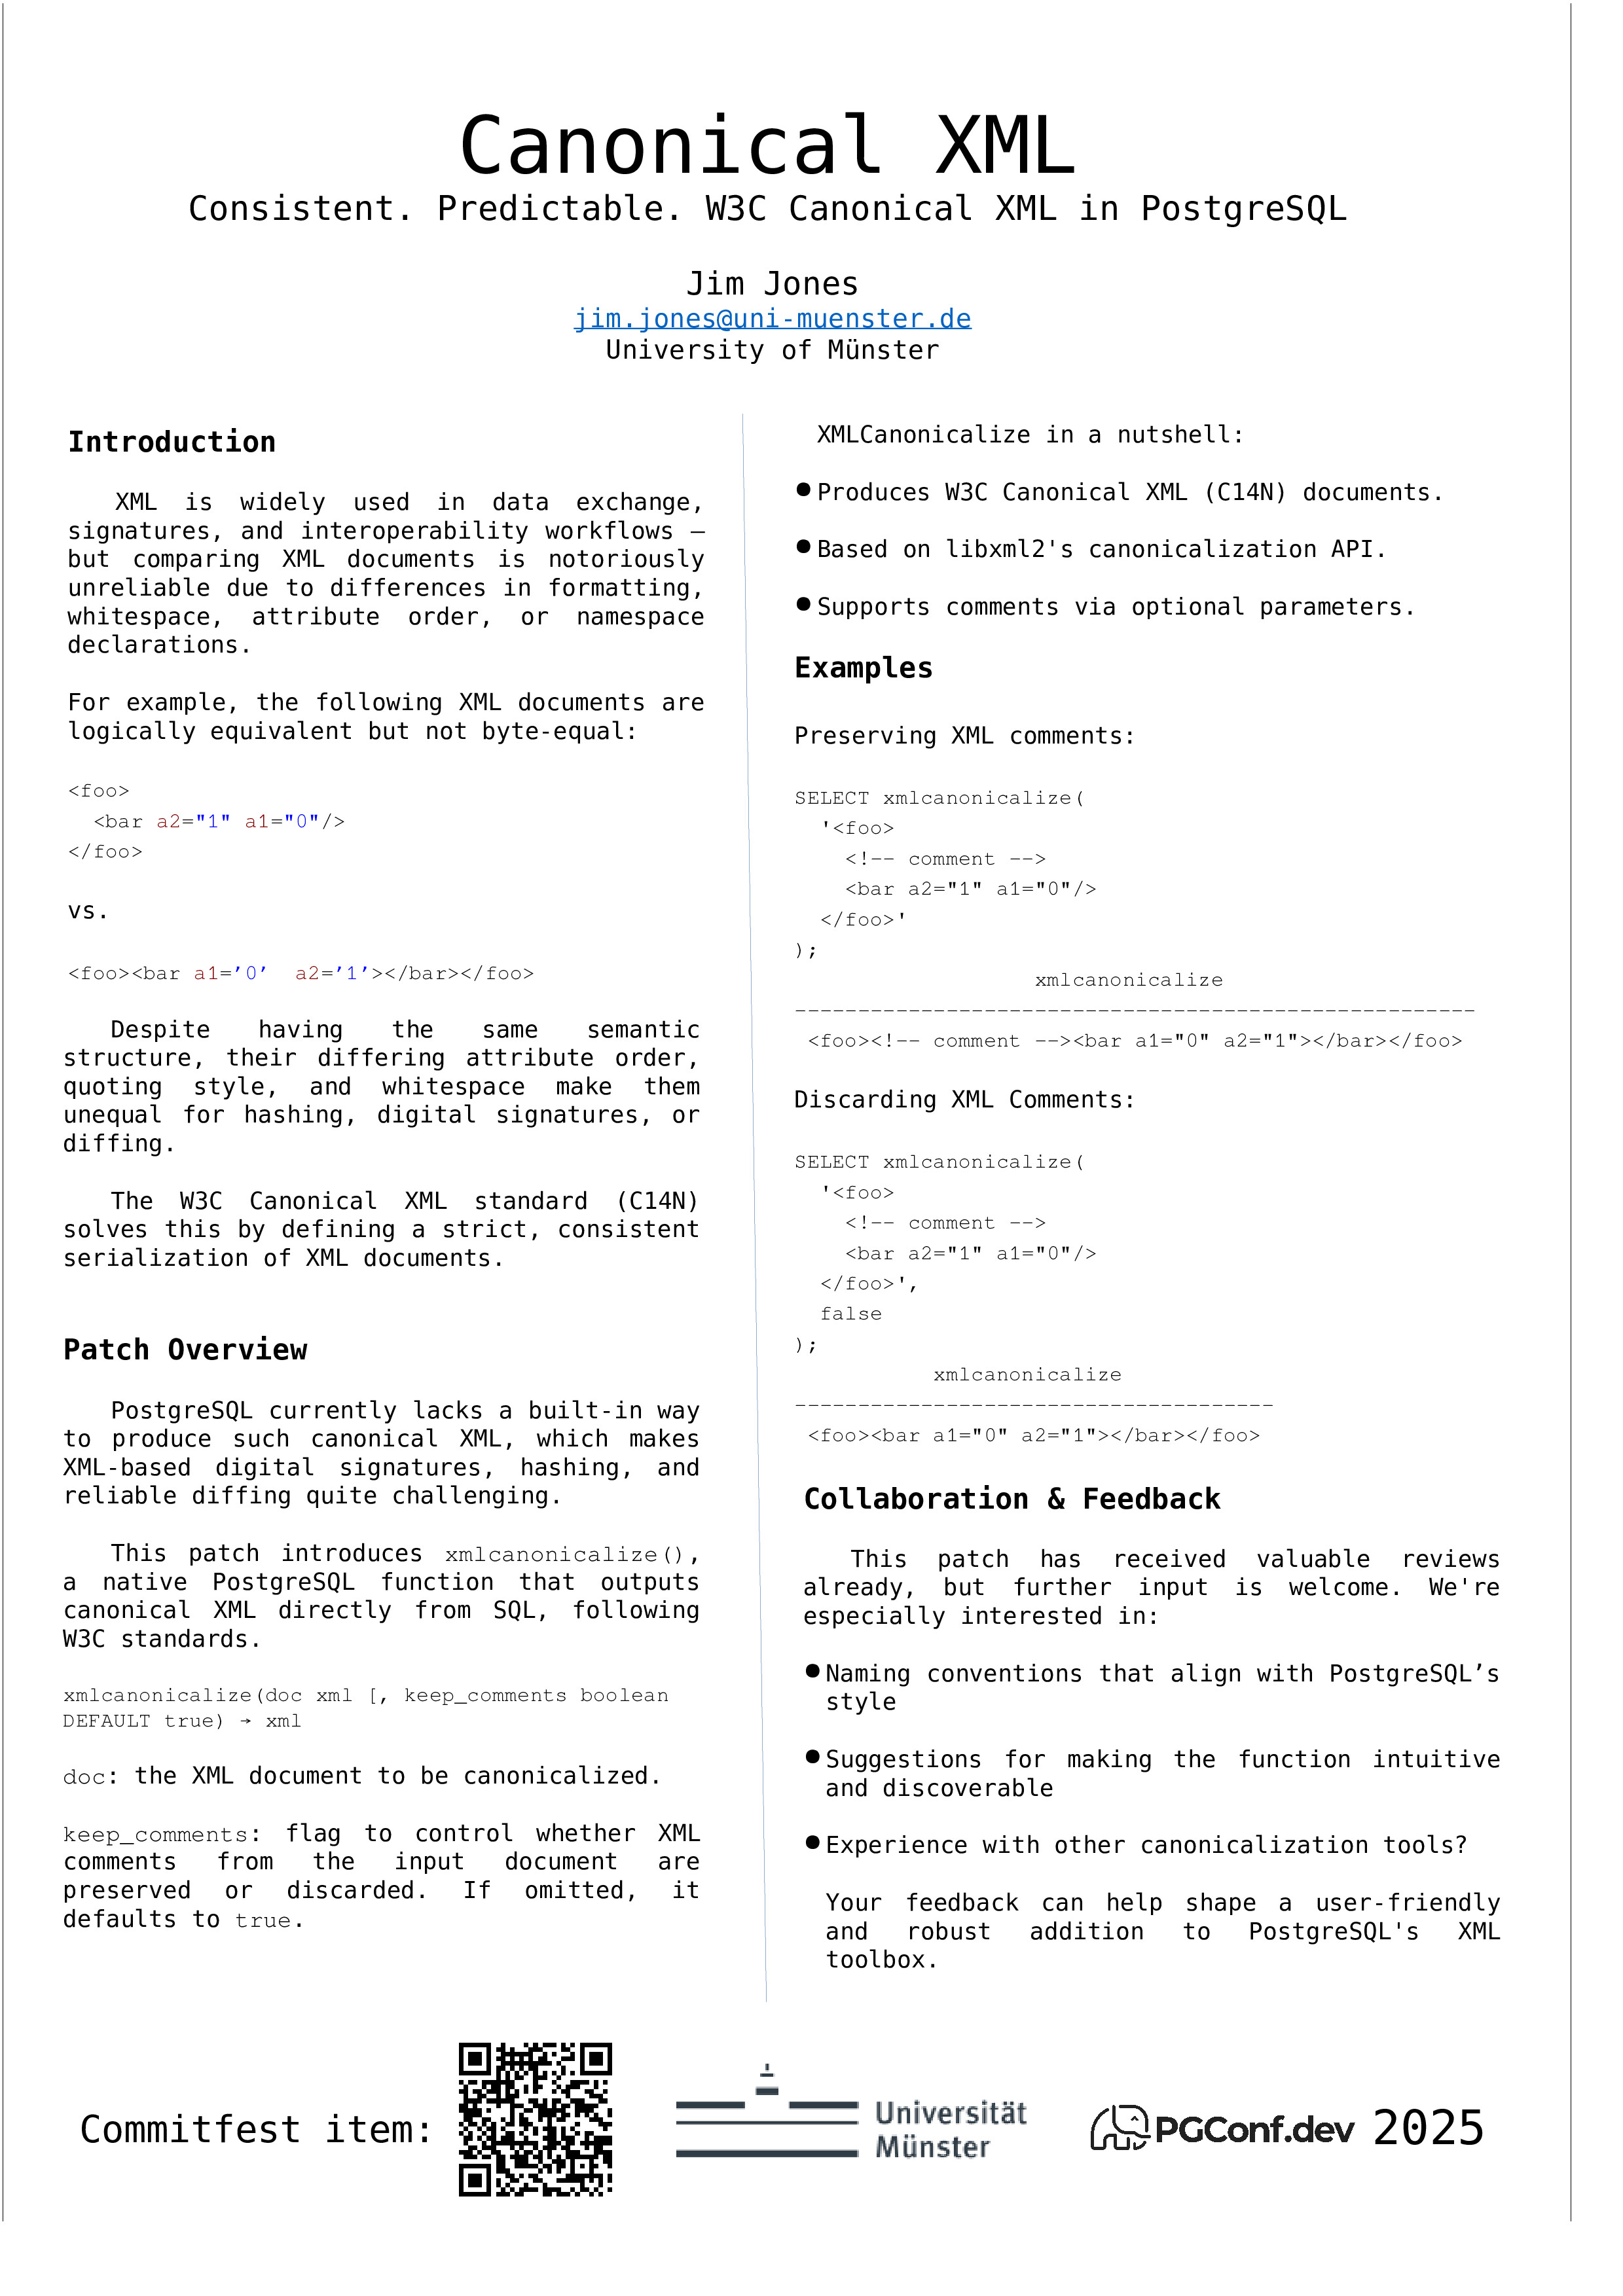 Canonical XML
Consistent. Predictable. W3C Canonical XML in PostgreSQL
Jim Jones
jim.jones@uni-muenster.de
University of Münster
Introduction
XML is widely used in data exchange,
signatures, and interoperability workflows —
but comparing XML documents is notoriously
unreliable due to differences in formatting,
whitespace, attribute order, or namespace
declarations.
For example, the following XML documents are
logically equivalent but not byte-equal:
<foo>
  <bar a2="1" a1="0"/>
</foo>
vs.
<foo><bar a1=’0’  a2=’1’></bar></foo>
Despite having the same semantic
structure, their differing attribute order,
quoting style, and whitespace make them
unequal for hashing, digital signatures, or
diffing.
The W3C Canonical XML standard (C14N)
solves this by defining a strict, consistent
serialization of XML documents.
Patch Overview
PostgreSQL currently lacks a built-in way
to produce such canonical XML, which makes
XML-based digital signatures, hashing, and
reliable diffing quite challenging.
This patch introduces xmlcanonicalize(),
a native PostgreSQL function that outputs
canonical XML directly from SQL, following
W3C standards.
xmlcanonicalize(doc xml [, keep_comments boolean
DEFAULT true) → xml
doc: the XML document to be canonicalized.
keep_comments: flag to control whether XML
comments from the input document are
preserved or discarded. If omitted, it
defaults to true.
XMLCanonicalize in a nutshell:
●Produces W3C Canonical XML (C14N) documents.
●Based on libxml2's canonicalization API.
●Supports comments via optional parameters.
Examples
Preserving XML comments:
SELECT xmlcanonicalize(
  '<foo>
    <!-- comment -->
    <bar a2="1" a1="0"/>
  </foo>'
);
                   xmlcanonicalize
------------------------------------------------------
 <foo><!-- comment --><bar a1="0" a2="1"></bar></foo>
Discarding XML Comments:
SELECT xmlcanonicalize(
  '<foo>
    <!-- comment -->
    <bar a2="1" a1="0"/>
  </foo>',
  false
);
           xmlcanonicalize
--------------------------------------
 <foo><bar a1="0" a2="1"></bar></foo>
Collaboration & Feedback
This patch has received valuable reviews
already, but further input is welcome. We're
especially interested in:
●Naming conventions that align with PostgreSQL’s
style
●Suggestions for making the function intuitive
and discoverable
●Experience with other canonicalization tools?
Your feedback can help shape a user-friendly
and robust addition to PostgreSQL's XML
toolbox.
Commitfest item:
Universität
Münster
PGConf.dev 2025